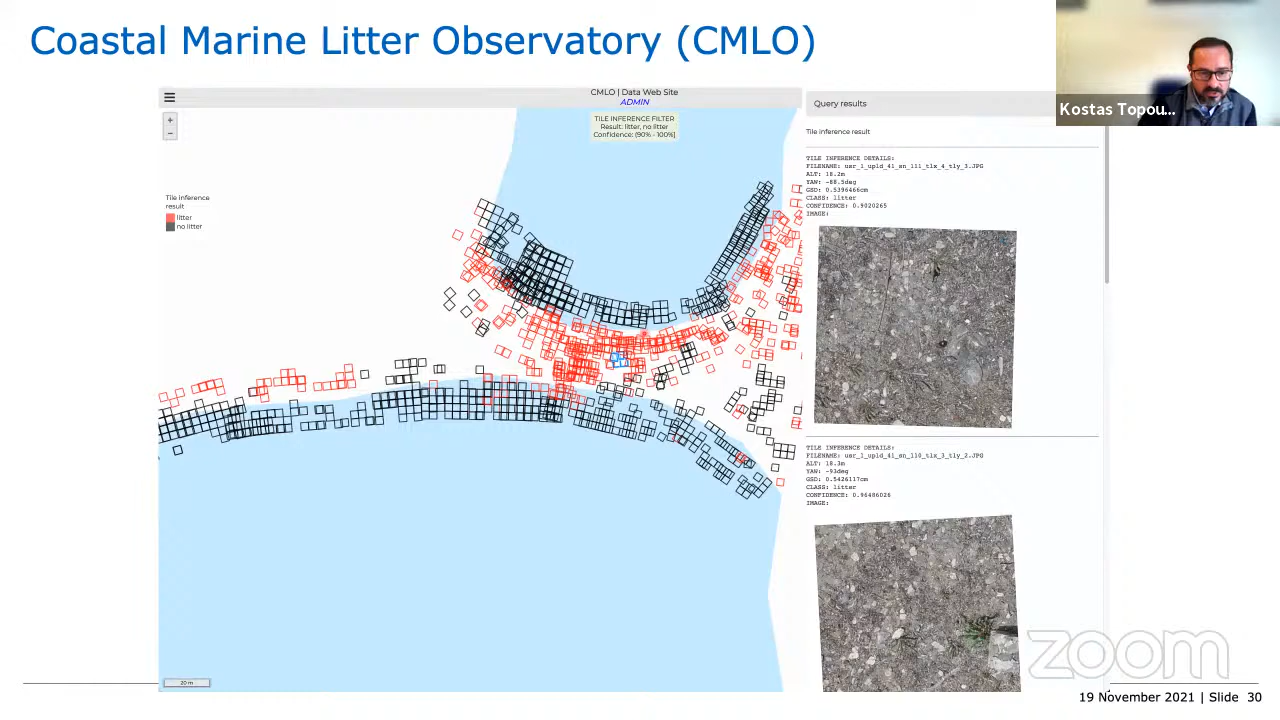 Coastal Marine Litter Observatory (CMLO)
Kostas Topou...
CMLO | Data Web Site
ADMIN
TILE INFERENCE FILTER
Result: litter, no litter
Confidence: (90% - 100%]
+
−
Tile Inference
result
litter
no litter
20 m
Query results
Tile inference result
TILE INFERENCE DETAILS:
FILENAME: usr_1_upld_41_sn_111_tlx_4_tly_3.JPG
ALT: 18.2m
YAW: -88.5deg
GSD: 0.5396466cm
CLASS: litter
CONFIDENCE: 0.9020265
IMAGE:
TILE INFERENCE DETAILS:
FILENAME: usr_1_upld_41_sn_110_tlx_3_tly_2.JPG
ALT: 18.3m
YAW: -93deg
GSD: 0.5426117cm
CLASS: litter
CONFIDENCE: 0.96486026
IMAGE:
zoom
19 November 2021 | Slide 30